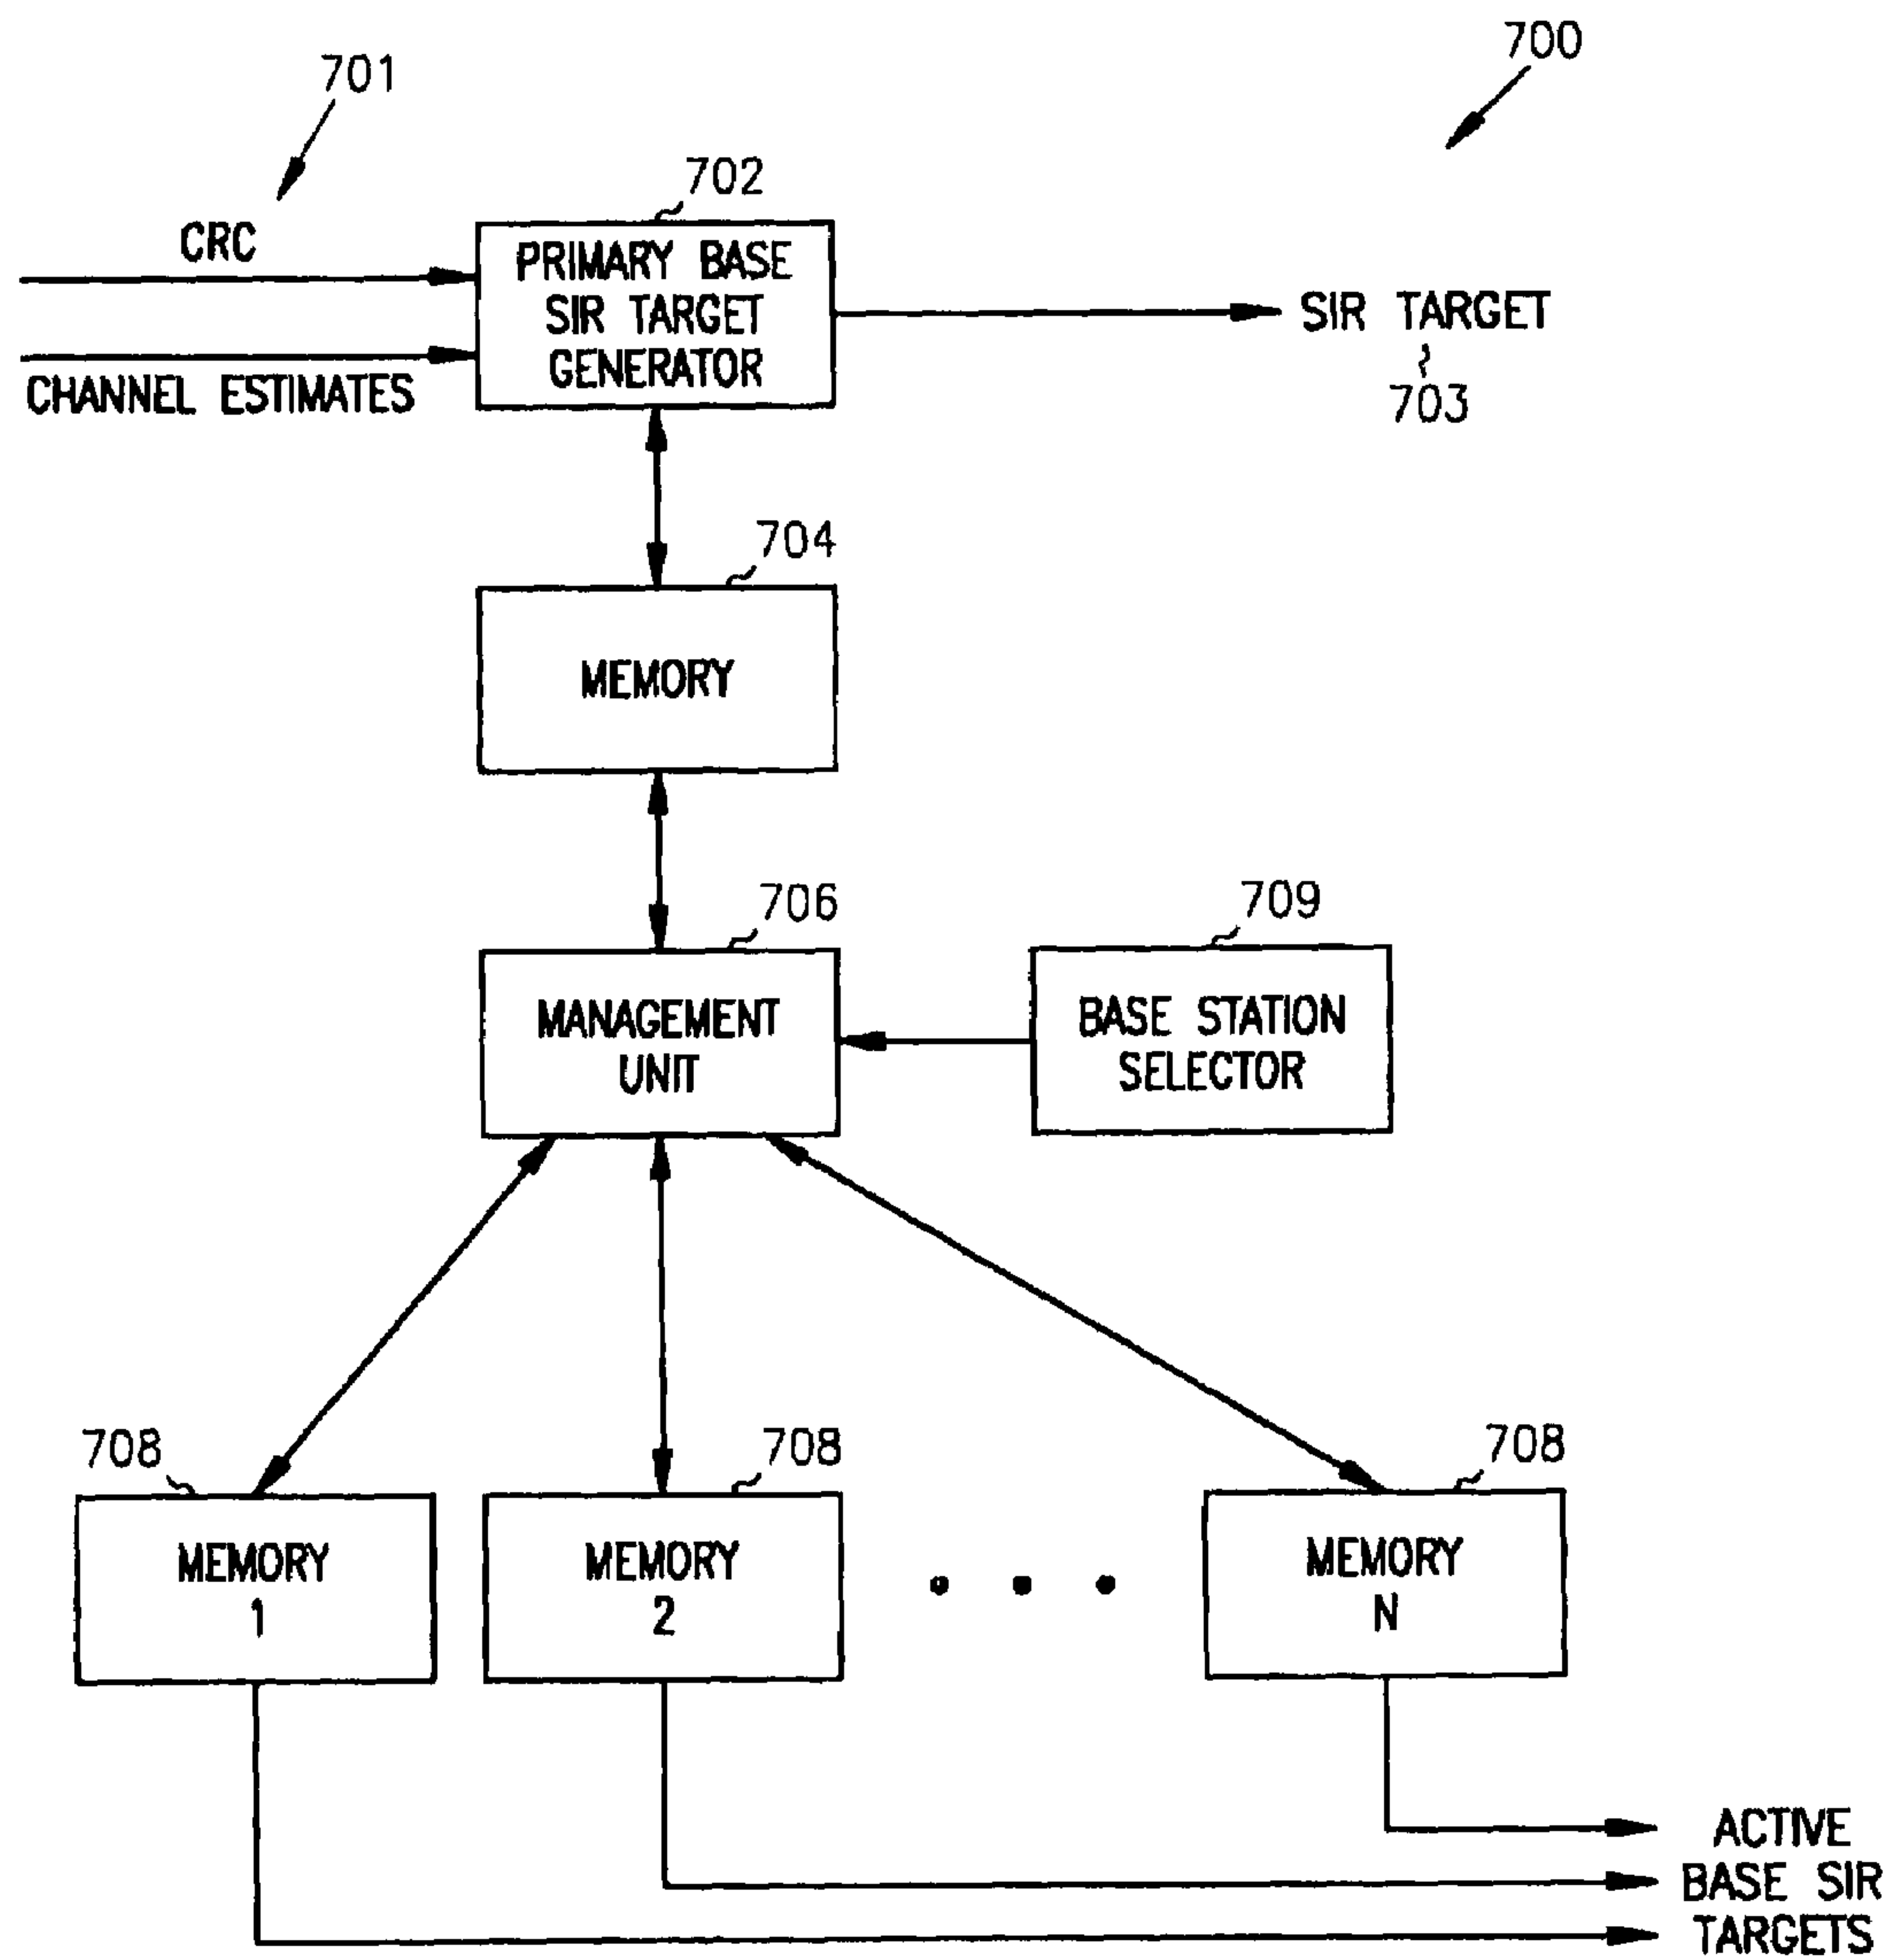 700
701
702
CRC
PRIMARY BASE
SIR TARGET
GENERATOR
SIR TARGET
703
CHANNEL ESTIMATES
704
MEMORY
706
709
MANAGEMENT
UNIT
BASE STATION
SELECTOR
708
708
708
MEMORY
1
MEMORY
2
MEMORY
N
ACTIVE
BASE SIR
TARGETS